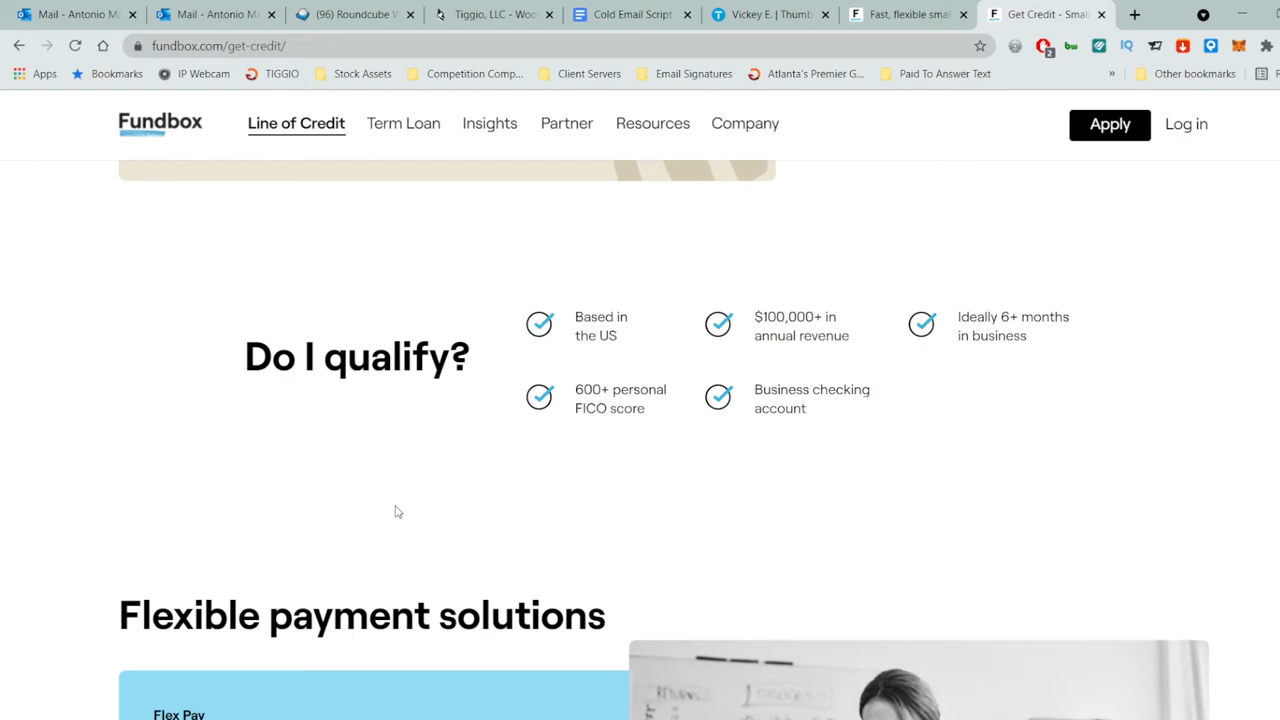 Mail - Antonio Ma
Mail - Antonio M
(96) Roundcube W
Tiggio, LLC - Woo
Cold Email Script
Vickey E. | Thumb
Fast, flexible smal
Get Credit - Small
fundbox.com/get-credit/
2
Apps
Bookmarks
IP Webcam
TIGGIO
Stock Assets
Competition Comp...
Client Servers
Email Signatures
Atlanta's Premier G...
Paid To Answer Text
»
Other bookmarks
Fundbox
Line of Credit
Term Loan
Insights
Partner
Resources
Company
Apply
Log in
Do I qualify?
Based in
the US
$100,000+ in
annual revenue
Ideally 6+ months
in business
600+ personal
FICO score
Business checking
account
Flexible payment solutions
Flex Pay